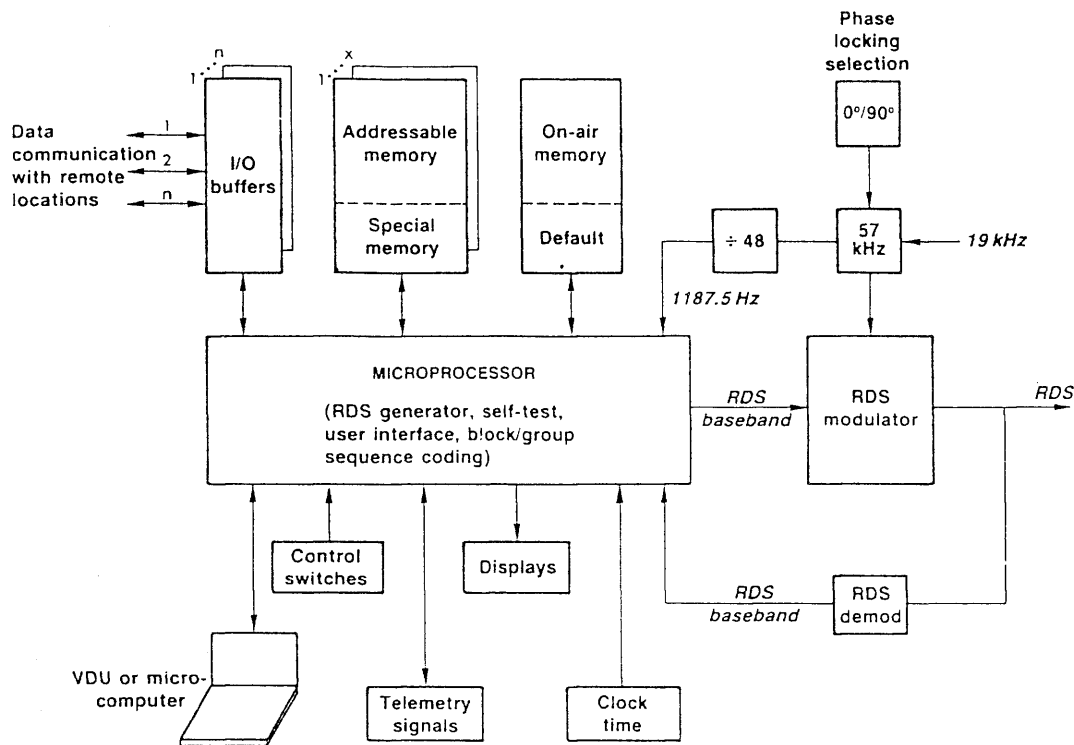 Phase
locking
selection
0°/90°
n
1
x
1
Data
communication
with remote
locations
1
2
n
I/O
buffers
Addressable
memory
Special
memory
On-air
memory
Default
÷ 48
57
kHz
19 kHz
1187.5 Hz
MICROPROCESSOR
(RDS generator, self-test,
user interface, block/group
sequence coding)
RDS
baseband
RDS
modulator
RDS
Control
switches
Displays
RDS
baseband
RDS
demod
VDU or micro-
computer
Telemetry
signals
Clock
time